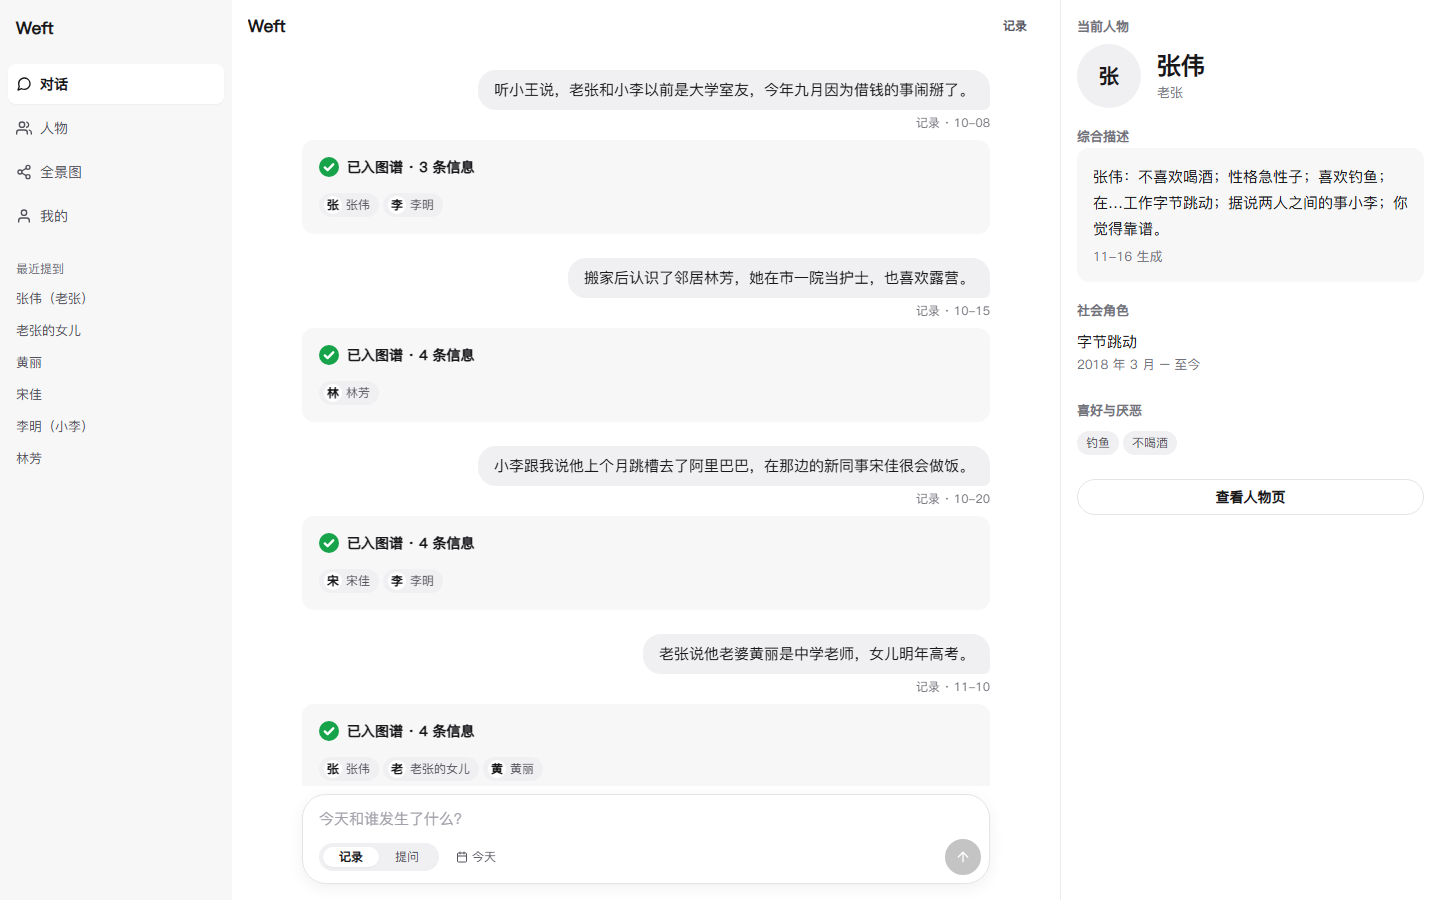 Weft
对话
人物
全景图
我的
最近提到
张伟（老张）
老张的女儿
黄丽
宋佳
李明（小李）
林芳
Weft
记录
听小王说，老张和小李以前是大学室友，今年九月因为借钱的事闹掰了。
记录 · 10-08
已入图谱 · 3 条信息
张 张伟 李 李明
搬家后认识了邻居林芳，她在市一院当护士，也喜欢露营。
记录 · 10-15
已入图谱 · 4 条信息
林 林芳
小李跟我说他上个月跳槽去了阿里巴巴，在那边的新同事宋佳很会做饭。
记录 · 10-20
已入图谱 · 4 条信息
宋 宋佳 李 李明
老张说他老婆黄丽是中学老师，女儿明年高考。
记录 · 11-10
已入图谱 · 4 条信息
张 张伟 老 老张的女儿 黄 黄丽
今天和谁发生了什么？
记录 提问 今天
当前人物
张 张伟
老张
综合描述
张伟：不喜欢喝酒；性格急性子；喜欢钓鱼；
在…工作字节跳动；据说两人之间的事小李；你
觉得靠谱。
11-16 生成
社会角色
字节跳动
2018 年 3 月 — 至今
喜好与厌恶
钓鱼 不喝酒
查看人物页